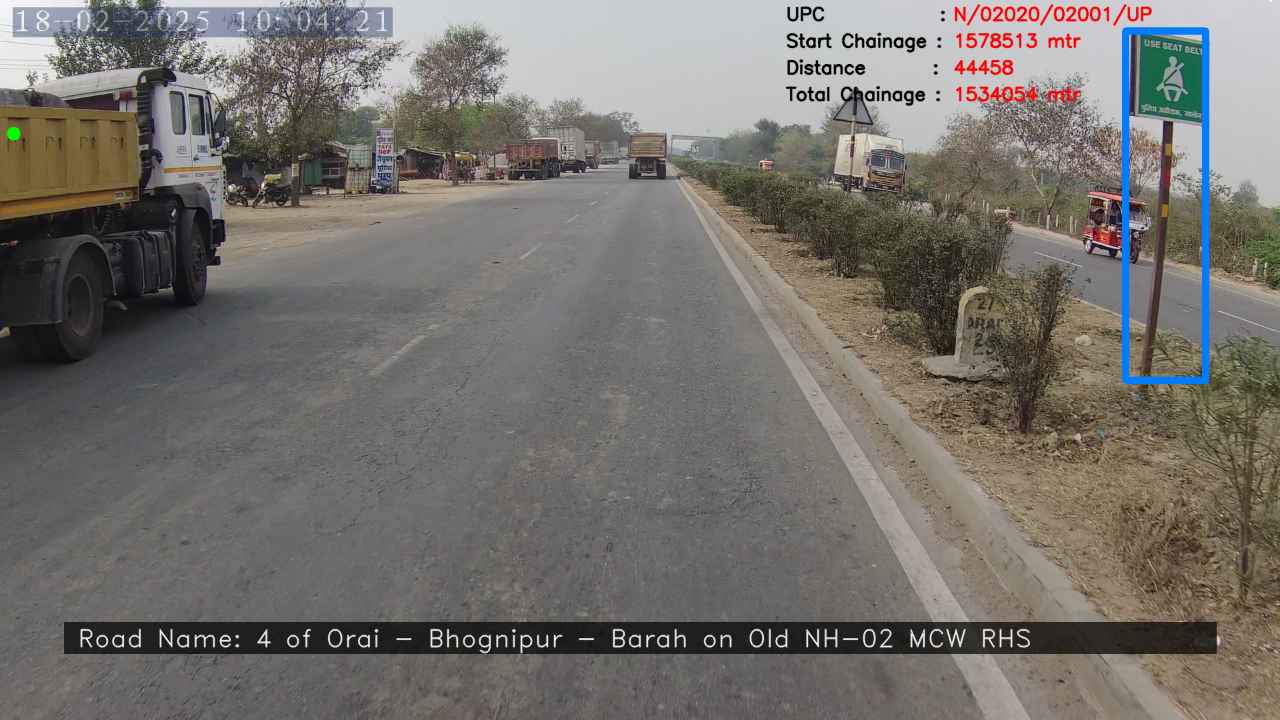 18-02-2025 10:04:21
UPC : N/02020/02001/UP
Start Chainage : 1578513 mtr
Distance : 44458
Total Chainage : 1534054 mtr
USE SEAT BELT
27
Road Name: 4 of Orai - Bhognipur - Barah on Old NH-02 MCW RHS